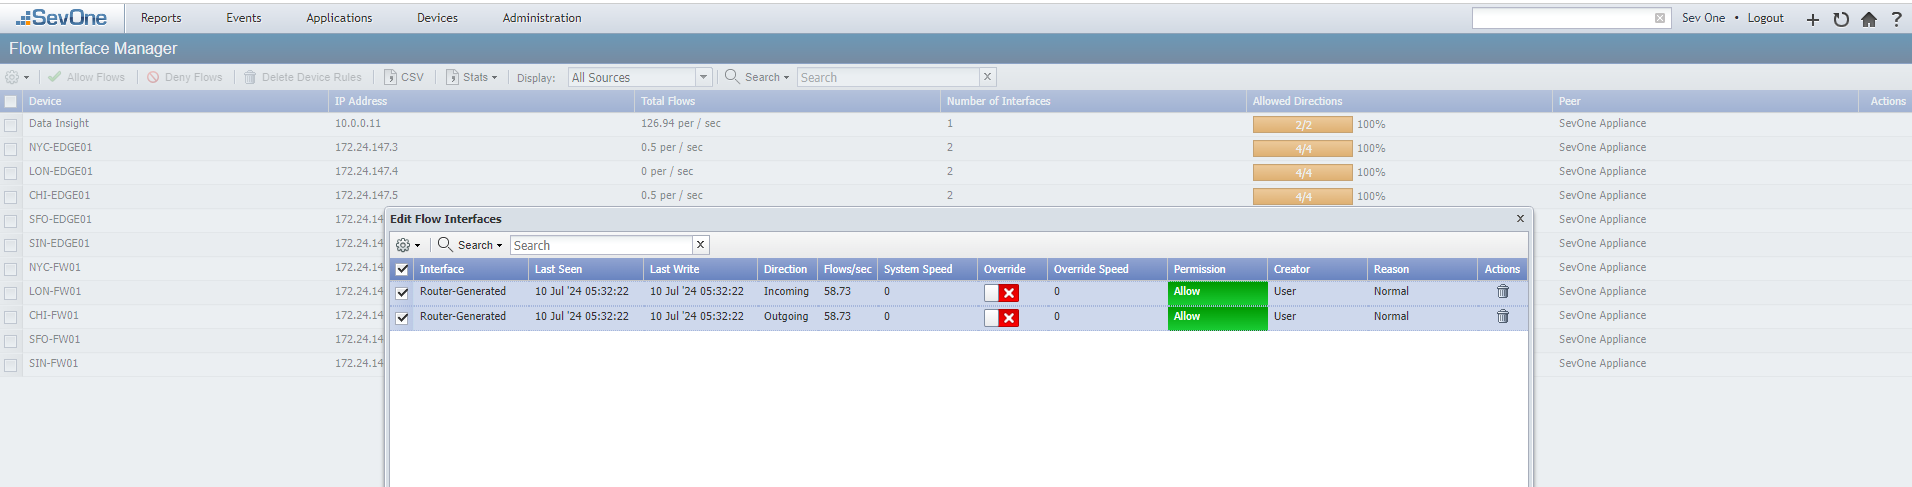 SevOne Reports Events Applications Devices Administration Sev One • Logout
Flow Interface Manager
Allow Flows Deny Flows Delete Device Rules CSV Stats Display: All Sources Search Search x
Device IP Address Total Flows Number of Interfaces Allowed Directions Peer Actions
Data Insight 10.0.0.11 126.94 per / sec 1 2/2 100% SevOne Appliance
NYC-EDGE01 172.24.147.3 0.5 per / sec 2 4/4 100% SevOne Appliance
LON-EDGE01 172.24.147.4 0 per / sec 2 4/4 100% SevOne Appliance
CHI-EDGE01 172.24.147.5 0.5 per / sec 2 4/4 100% SevOne Appliance
SFO-EDGE01 172.24.14 SevOne Appliance
SIN-EDGE01 172.24.14 SevOne Appliance
NYC-FW01 172.24.14 SevOne Appliance
LON-FW01 172.24.14 SevOne Appliance
CHI-FW01 172.24.14 SevOne Appliance
SFO-FW01 172.24.14 SevOne Appliance
SIN-FW01 172.24.14 SevOne Appliance
Edit Flow Interfaces x
Search Search x
Interface Last Seen Last Write Direction Flows/sec System Speed Override Override Speed Permission Creator Reason Actions
Router-Generated 10 Jul '24 05:32:22 10 Jul '24 05:32:22 Incoming 58.73 0 0 Allow User Normal
Router-Generated 10 Jul '24 05:32:22 10 Jul '24 05:32:22 Outgoing 58.73 0 0 Allow User Normal